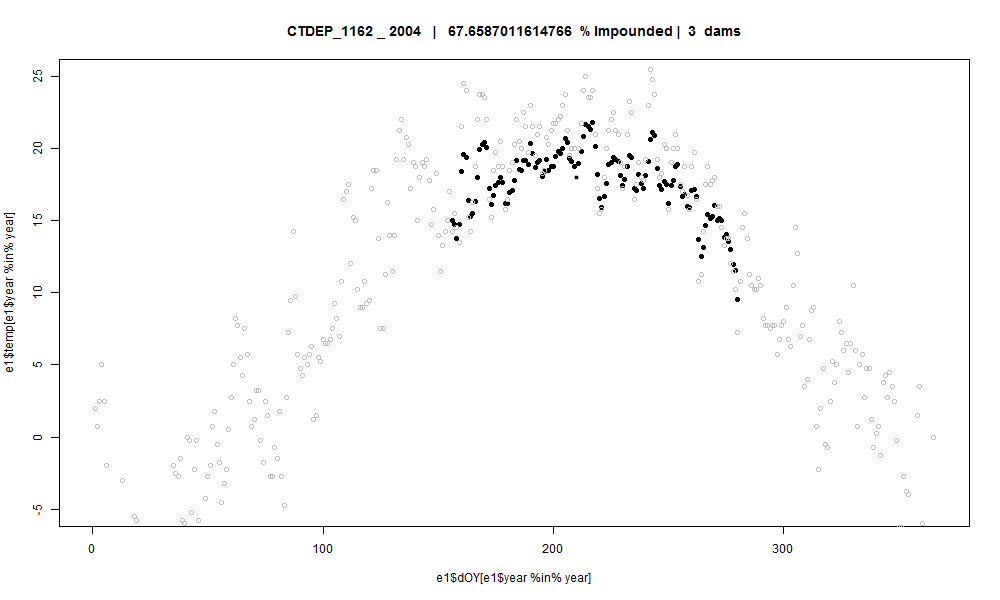 CTDEP_1162 _ 2004 | 67.6587011614766 % Impounded | 3 dams
e1$temp[e1$year %in% year]
25
20
15
10
5
0
-5
0 100 200 300
e1$dOY[e1$year %in% year]